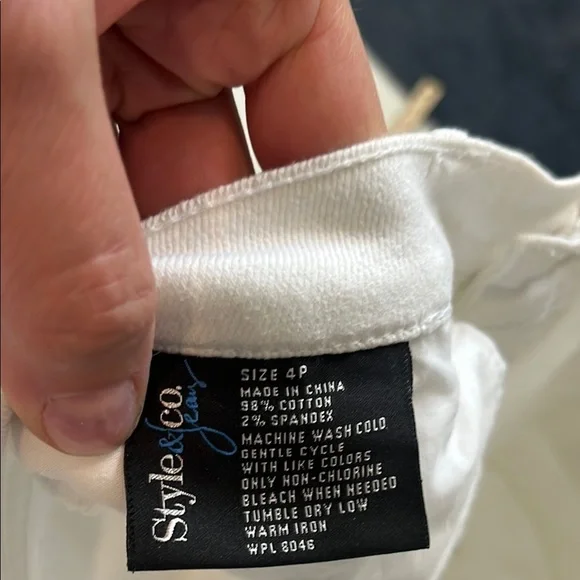 Style&co.
jeans
SIZE 4P
MADE IN CHINA
98% COTTON
2% SPANDEX
MACHINE WASH COLD
GENTLE CYCLE
WITH LIKE COLORS
ONLY NON-CHLORINE
BLEACH WHEN NEEDED
TUMBLE DRY LOW
WARM IRON
WPL 8046